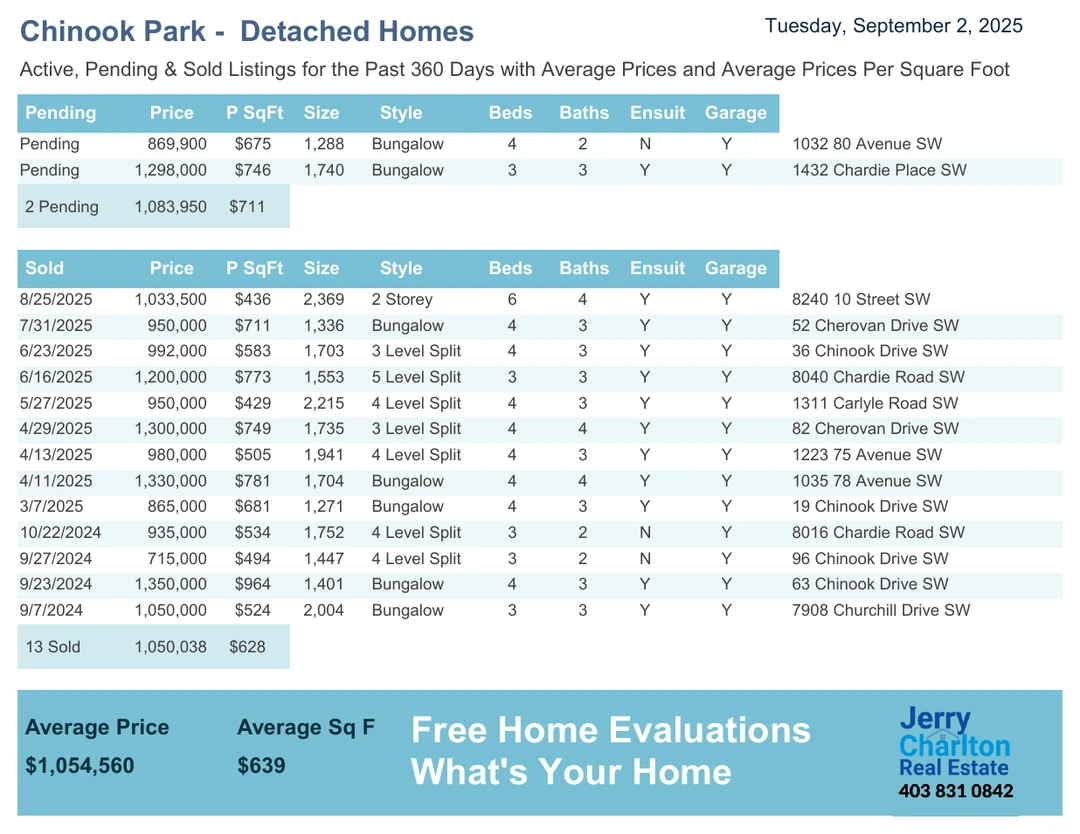 Chinook Park -  Detached Homes
Tuesday, September 2, 2025
Active, Pending & Sold Listings for the Past 360 Days with Average Prices and Average Prices Per Square Foot
Pending Price P SqFt Size Style Beds Baths Ensuit Garage
Pending 869,900 $675 1,288 Bungalow 4 2 N Y 1032 80 Avenue SW
Pending 1,298,000 $746 1,740 Bungalow 3 3 Y Y 1432 Chardie Place SW
2 Pending 1,083,950 $711
Sold Price P SqFt Size Style Beds Baths Ensuit Garage
8/25/2025 1,033,500 $436 2,369 2 Storey 6 4 Y Y 8240 10 Street SW
7/31/2025 950,000 $711 1,336 Bungalow 4 3 Y Y 52 Cherovan Drive SW
6/23/2025 992,000 $583 1,703 3 Level Split 4 3 Y Y 36 Chinook Drive SW
6/16/2025 1,200,000 $773 1,553 5 Level Split 3 3 Y Y 8040 Chardie Road SW
5/27/2025 950,000 $429 2,215 4 Level Split 4 3 Y Y 1311 Carlyle Road SW
4/29/2025 1,300,000 $749 1,735 3 Level Split 4 4 Y Y 82 Cherovan Drive SW
4/13/2025 980,000 $505 1,941 4 Level Split 4 3 Y Y 1223 75 Avenue SW
4/11/2025 1,330,000 $781 1,704 Bungalow 4 4 Y Y 1035 78 Avenue SW
3/7/2025 865,000 $681 1,271 Bungalow 4 3 Y Y 19 Chinook Drive SW
10/22/2024 935,000 $534 1,752 4 Level Split 3 2 N Y 8016 Chardie Road SW
9/27/2024 715,000 $494 1,447 4 Level Split 3 2 N Y 96 Chinook Drive SW
9/23/2024 1,350,000 $964 1,401 Bungalow 4 3 Y Y 63 Chinook Drive SW
9/7/2024 1,050,000 $524 2,004 Bungalow 3 3 Y Y 7908 Churchill Drive SW
13 Sold 1,050,038 $628
Average Price Average Sq F
$1,054,560 $639
Free Home Evaluations
What's Your Home
Jerry
Charlton
Real Estate
403 831 0842